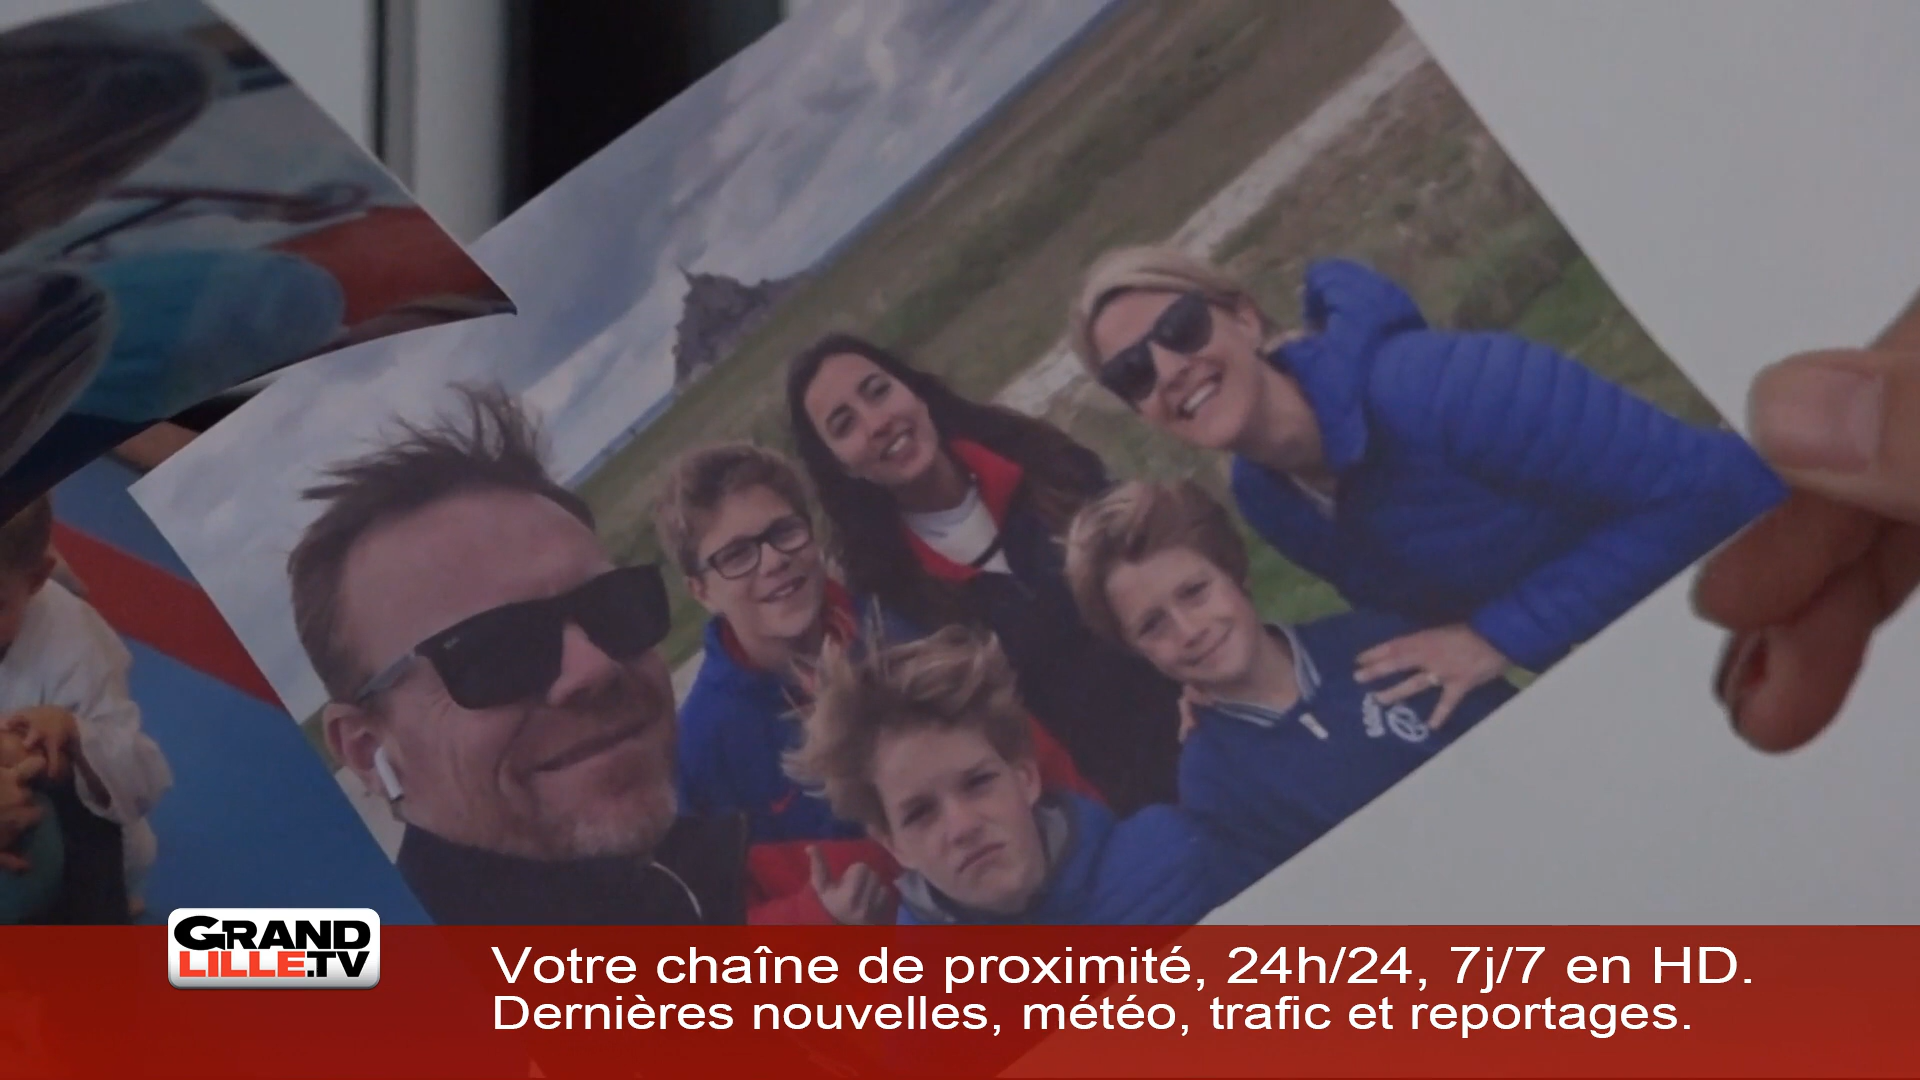 GRAND
LILLE.TV
Votre chaîne de proximité, 24h/24, 7j/7 en HD.
Dernières nouvelles, météo, trafic et reportages.